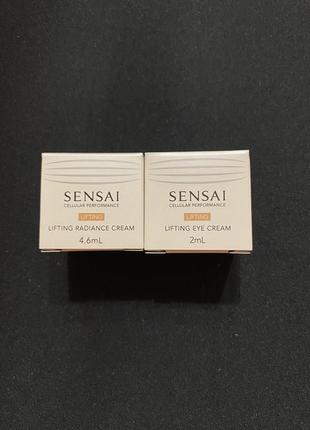 SENSAI
CELLULAR PERFORMANCE
LIFTING
LIFTING RADIANCE CREAM
4.6mL
SENSAI
CELLULAR PERFORMANCE
LIFTING
LIFTING EYE CREAM
2mL